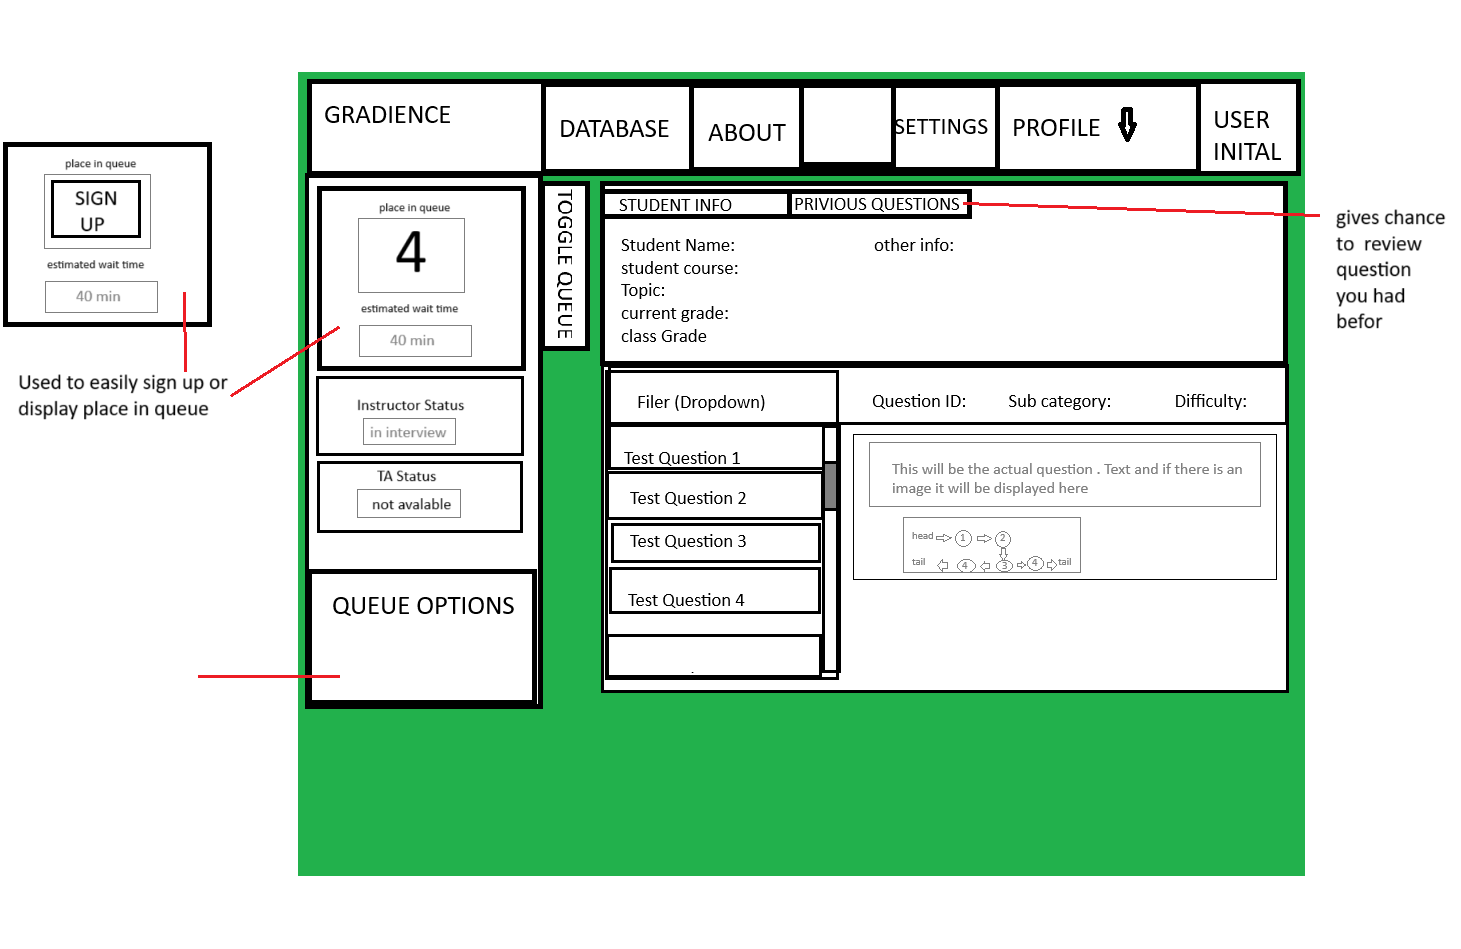 GRADIENCE
DATABASE
ABOUT
SETTINGS
PROFILE
USER
INITAL
place in queue
SIGN
UP
estimated wait time
40 min
Used to easily sign up or
display place in queue
place in queue
4
estimated wait time
40 min
Instructor Status
in interview
TA Status
not avalable
QUEUE OPTIONS
TOGGLE QUEUE
STUDENT INFO
PRIVIOUS QUESTIONS
Student Name:
other info:
student course:
Topic:
current grade:
class Grade
gives chance
to review
question
you had
befor
Filer (Dropdown)
Question ID:
Sub category:
Difficulty:
Test Question 1
Test Question 2
Test Question 3
Test Question 4
This will be the actual question . Text and if there is an
image it will be displayed here
head 1 2
tail 4 3 4 tail